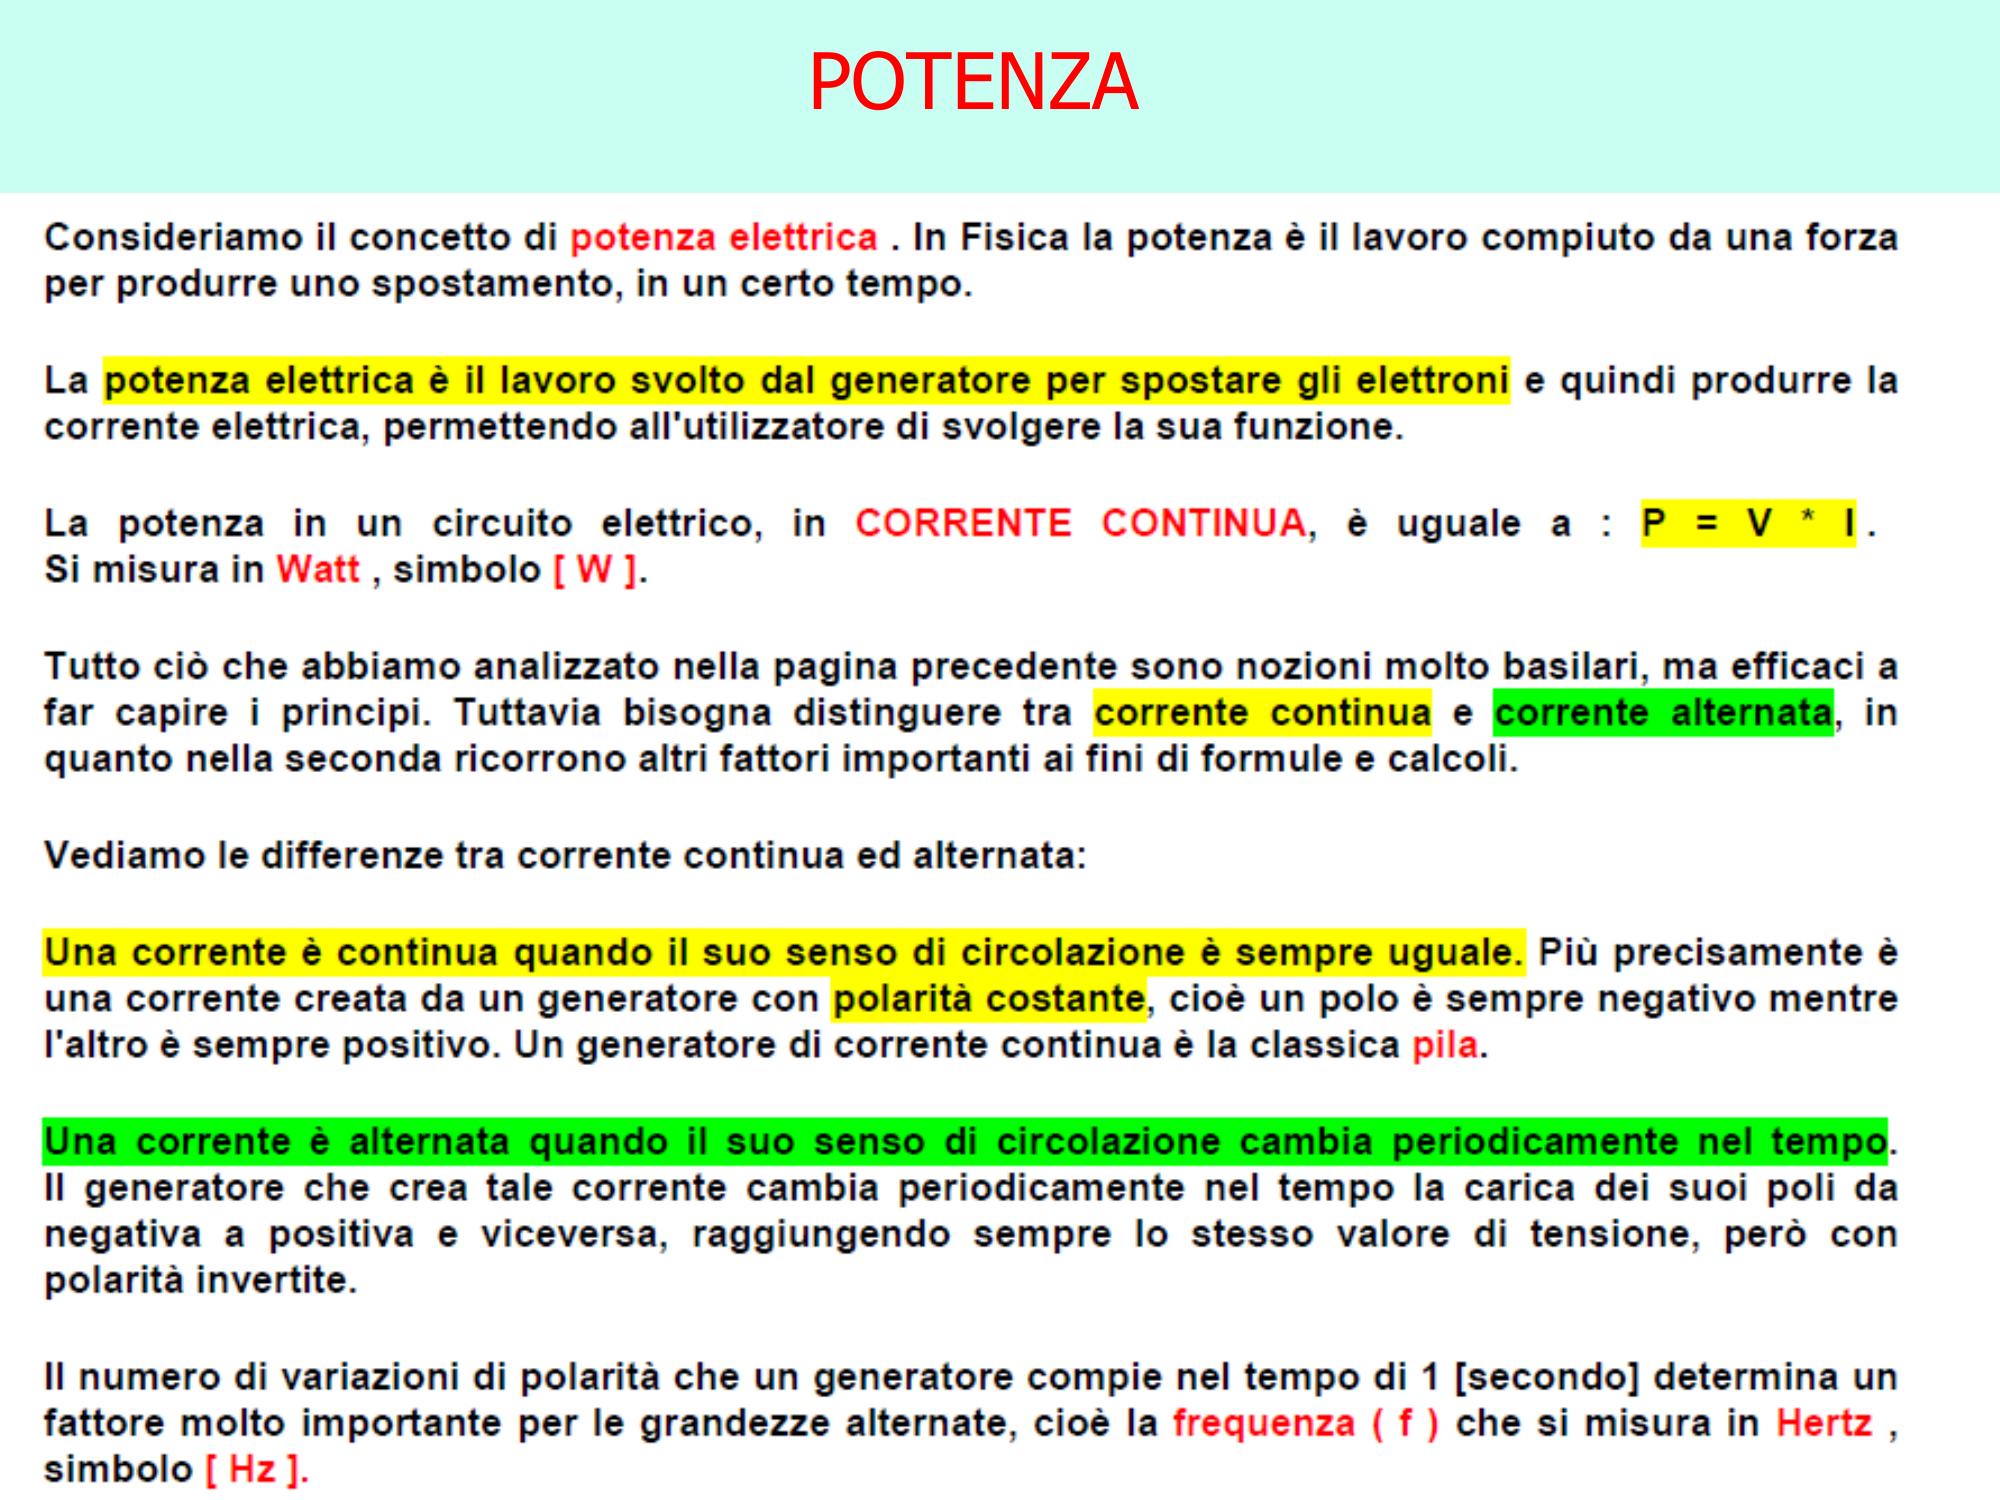 POTENZA
Consideriamo il concetto di potenza elettrica . In Fisica la potenza è il lavoro compiuto da una forza
per produrre uno spostamento, in un certo tempo.
La potenza elettrica è il lavoro svolto dal generatore per spostare gli elettroni e quindi produrre la
corrente elettrica, permettendo all'utilizzatore di svolgere la sua funzione.
La potenza in un circuito elettrico, in CORRENTE CONTINUA, è uguale a : P = V * I .
Si misura in Watt , simbolo [ W ].
Tutto ciò che abbiamo analizzato nella pagina precedente sono nozioni molto basilari, ma efficaci a
far capire i principi. Tuttavia bisogna distinguere tra corrente continua e corrente alternata, in
quanto nella seconda ricorrono altri fattori importanti ai fini di formule e calcoli.
Vediamo le differenze tra corrente continua ed alternata:
Una corrente è continua quando il suo senso di circolazione è sempre uguale. Più precisamente è
una corrente creata da un generatore con polarità costante, cioè un polo è sempre negativo mentre
l'altro è sempre positivo. Un generatore di corrente continua è la classica pila.
Una corrente è alternata quando il suo senso di circolazione cambia periodicamente nel tempo.
Il generatore che crea tale corrente cambia periodicamente nel tempo la carica dei suoi poli da
negativa a positiva e viceversa, raggiungendo sempre lo stesso valore di tensione, però con
polarità invertite.
Il numero di variazioni di polarità che un generatore compie nel tempo di 1 [secondo] determina un
fattore molto importante per le grandezze alternate, cioè la frequenza ( f ) che si misura in Hertz ,
simbolo [ Hz ].